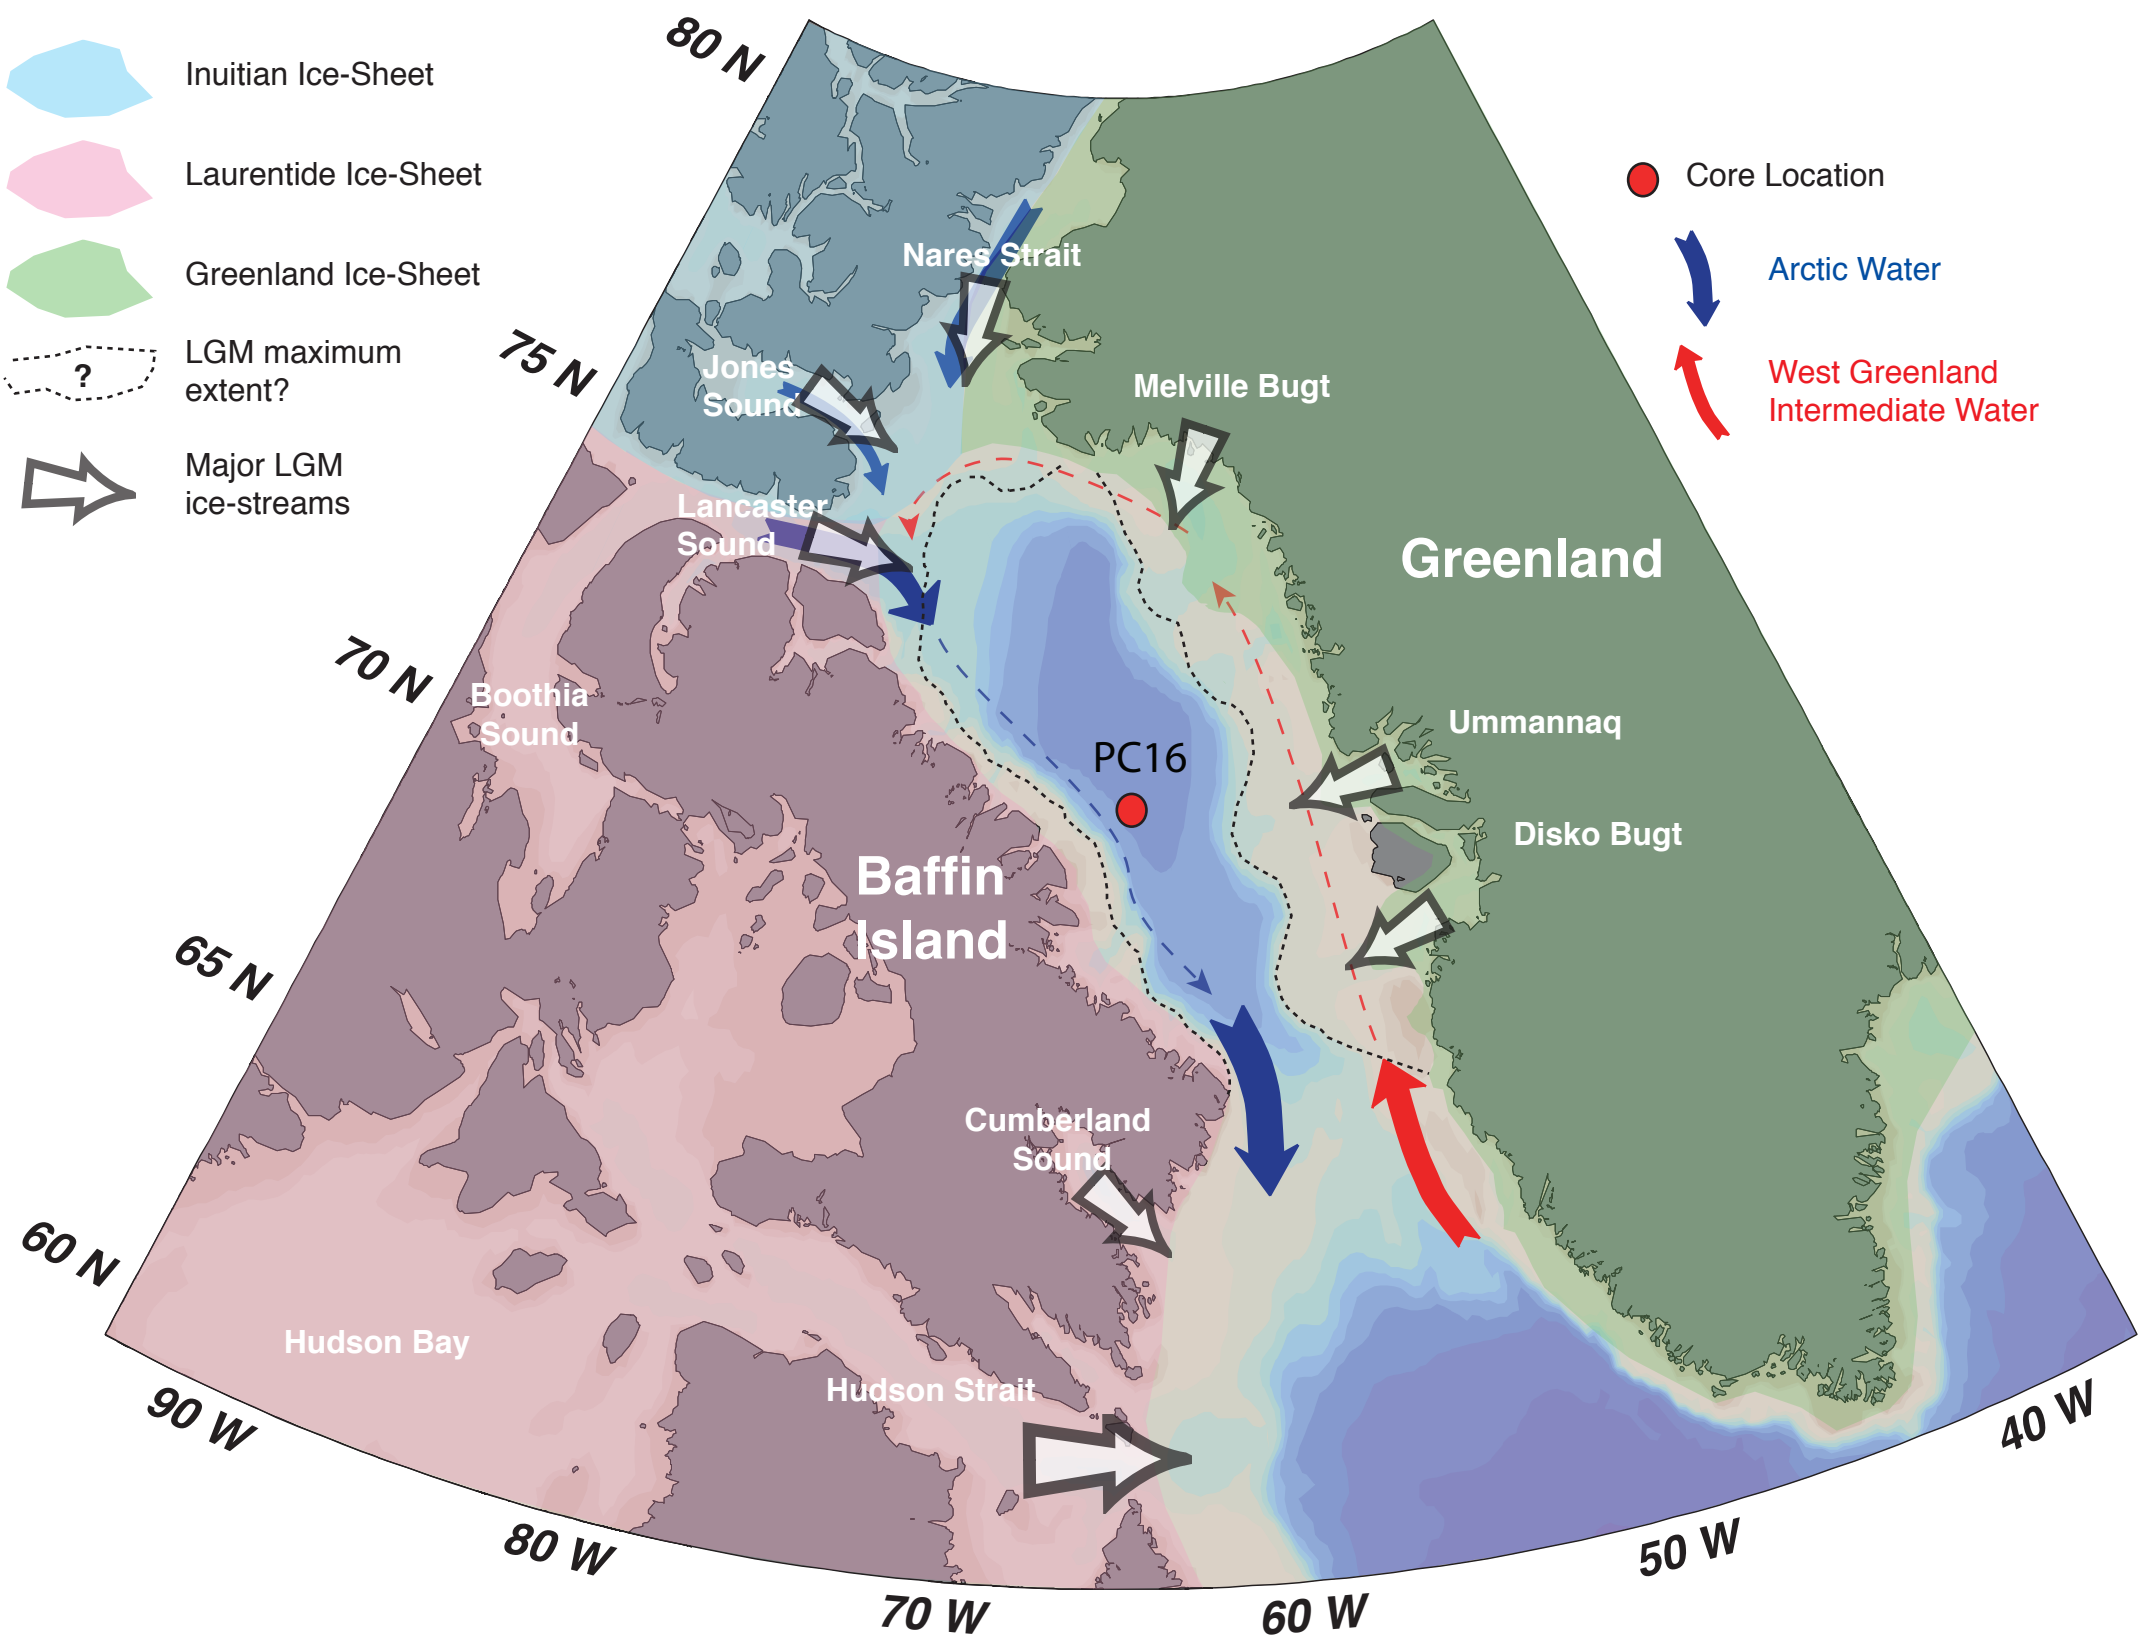 80 N
Inuitian Ice-Sheet
Laurentide Ice-Sheet
Greenland Ice-Sheet
?
LGM maximum
extent?
Major LGM
ice-streams
Core Location
Arctic Water
West Greenland
Intermediate Water
Nares Strait
75 N
Jones
Sound
Melville Bugt
Lancaster
Sound
Greenland
70 N
Boothia
Sound
Ummannaq
PC16
Disko Bugt
Baffin
Island
65 N
Cumberland
Sound
60 N
Hudson Bay
Hudson Strait
90 W
40 W
80 W
50 W
70 W
60 W